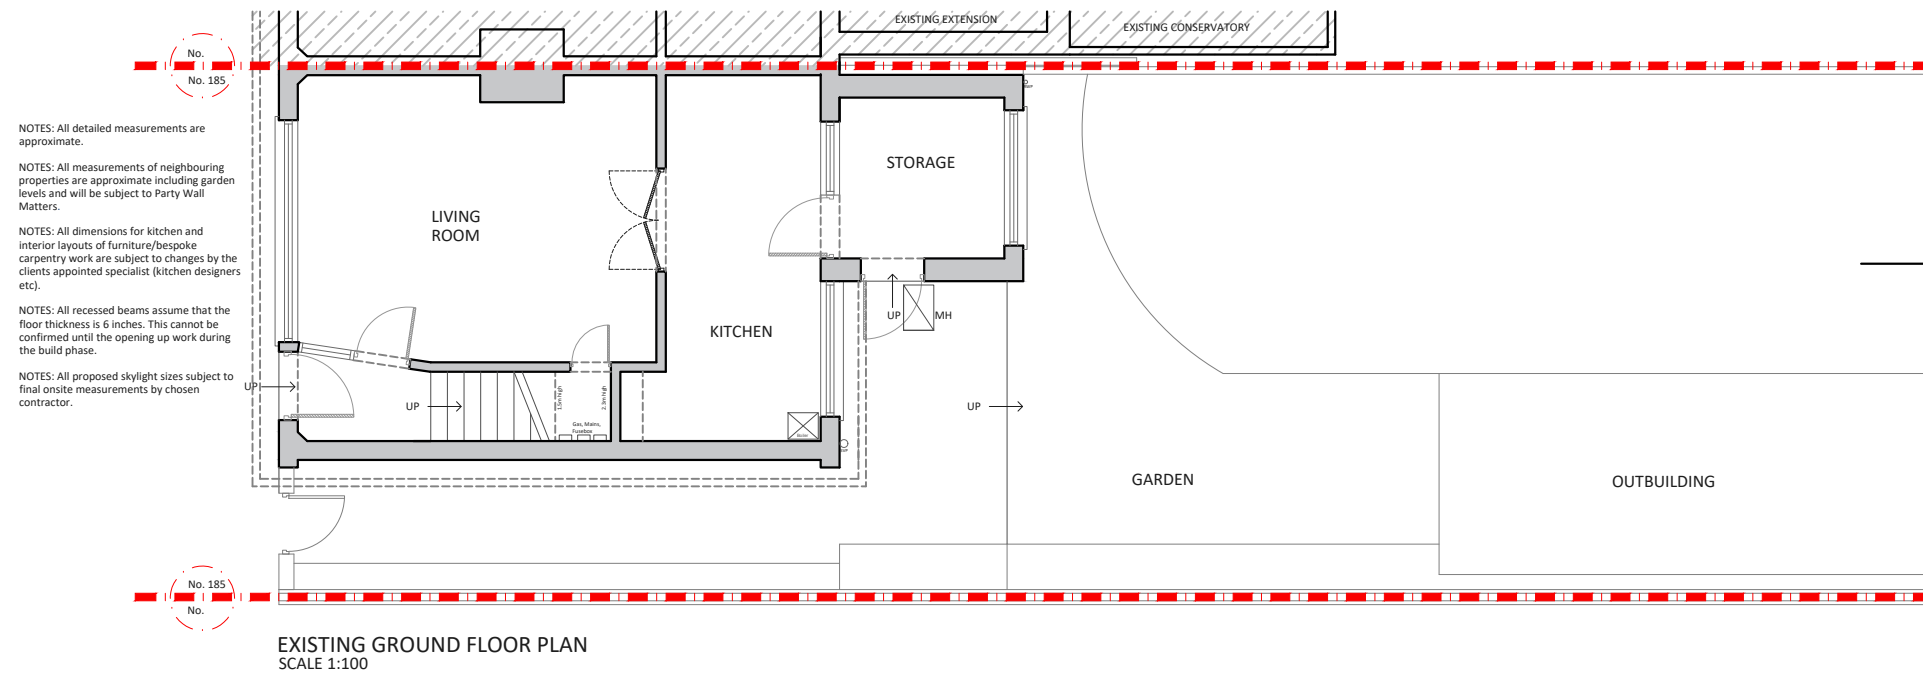 EXISTING EXTENSION
EXISTING CONSERVATORY
No.
No. 185
NOTES: All detailed measurements are
approximate.
NOTES: All measurements of neighbouring
properties are approximate including garden
levels and will be subject to Party Wall
Matters.
NOTES: All dimensions for kitchen and
interior layouts of furniture/bespoke
carpentry work are subject to changes by the
clients appointed specialist (kitchen designers
etc).
NOTES: All recessed beams assume that the
floor thickness is 6 inches. This cannot be
confirmed until the opening up work during
the build phase.
NOTES: All proposed skylight sizes subject to
final onsite measurements by chosen
contractor.
STORAGE
LIVING
ROOM
KITCHEN
UP
MH
UP
UP
UP
1.5m high
2.3m high
Gas, Mains,
Fusebox
GARDEN
OUTBUILDING
No. 185
No.
EXISTING GROUND FLOOR PLAN
SCALE 1:100